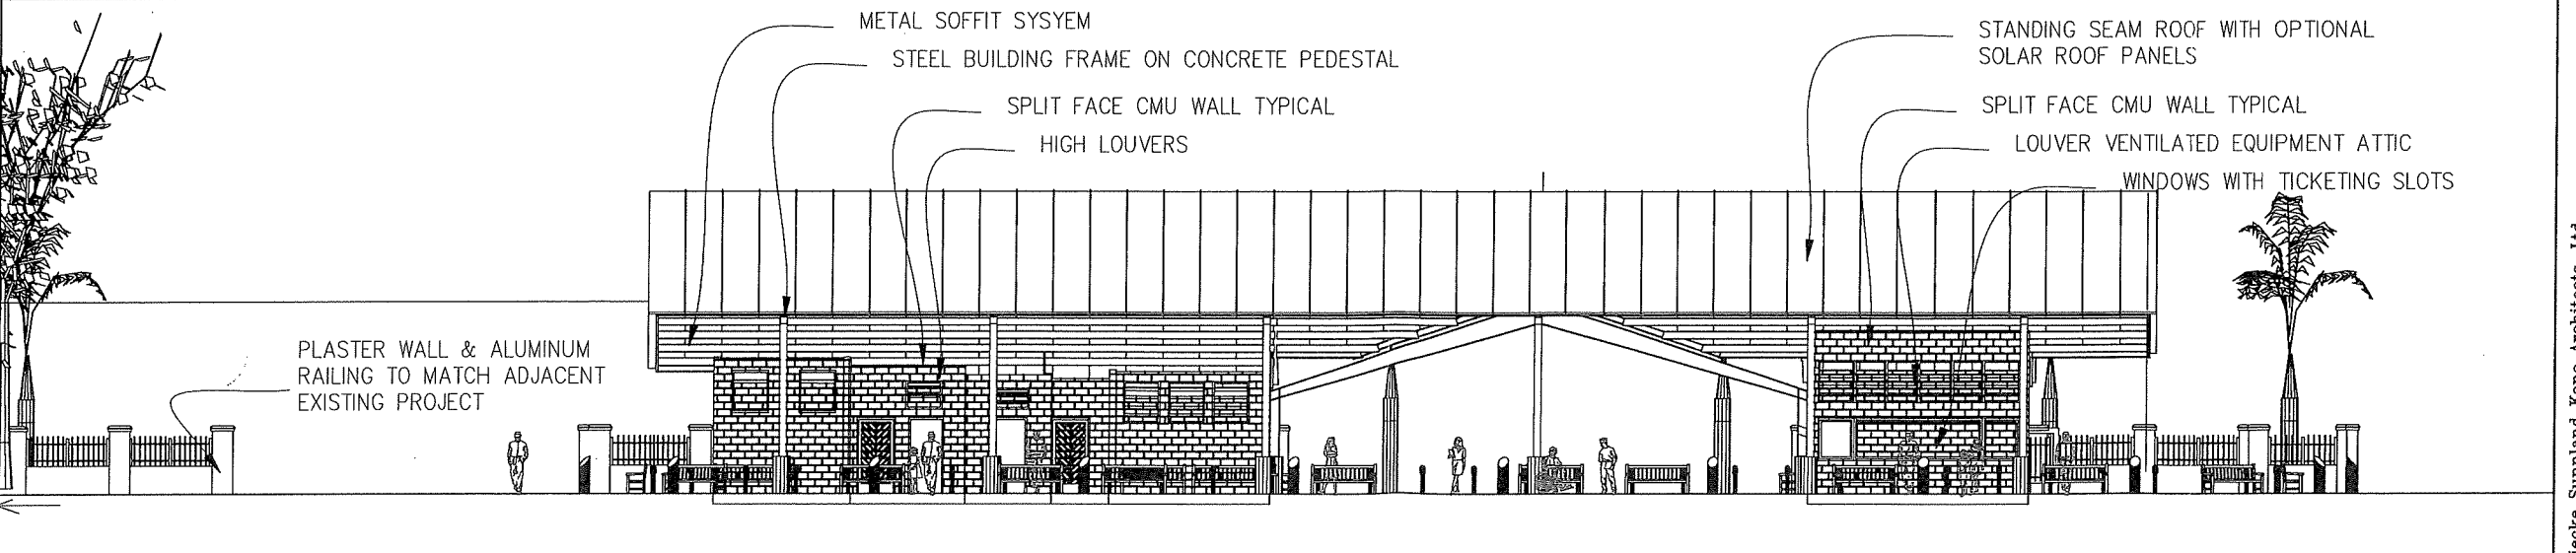 METAL SOFFIT SYSYEM
STEEL BUILDING FRAME ON CONCRETE PEDESTAL
SPLIT FACE CMU WALL TYPICAL
HIGH LOUVERS
STANDING SEAM ROOF WITH OPTIONAL
SOLAR ROOF PANELS
SPLIT FACE CMU WALL TYPICAL
LOUVER VENTILATED EQUIPMENT ATTIC
WINDOWS WITH TICKETING SLOTS
PLASTER WALL & ALUMINUM
RAILING TO MATCH ADJACENT
EXISTING PROJECT